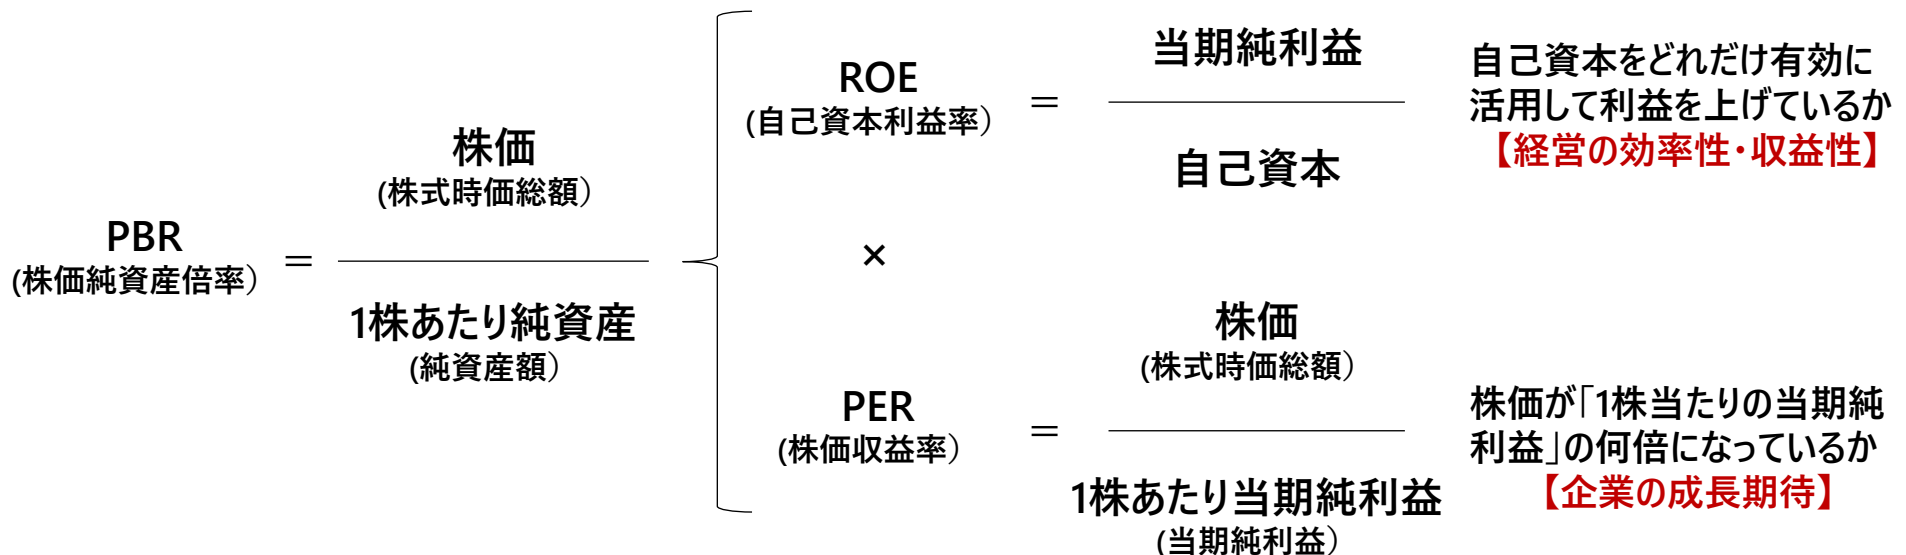 PBR
(株価純資産倍率)
＝
株価
(株式時価総額)
1株あたり純資産
(純資産額)
ROE
(自己資本利益率)
＝
当期純利益
自己資本
自己資本をどれだけ有効に
活用して利益を上げているか
【経営の効率性・収益性】
×
PER
(株価収益率)
＝
株価
(株式時価総額)
1株あたり当期純利益
(当期純利益)
株価が「1株当たりの当期純
利益」の何倍になっているか
【企業の成長期待】